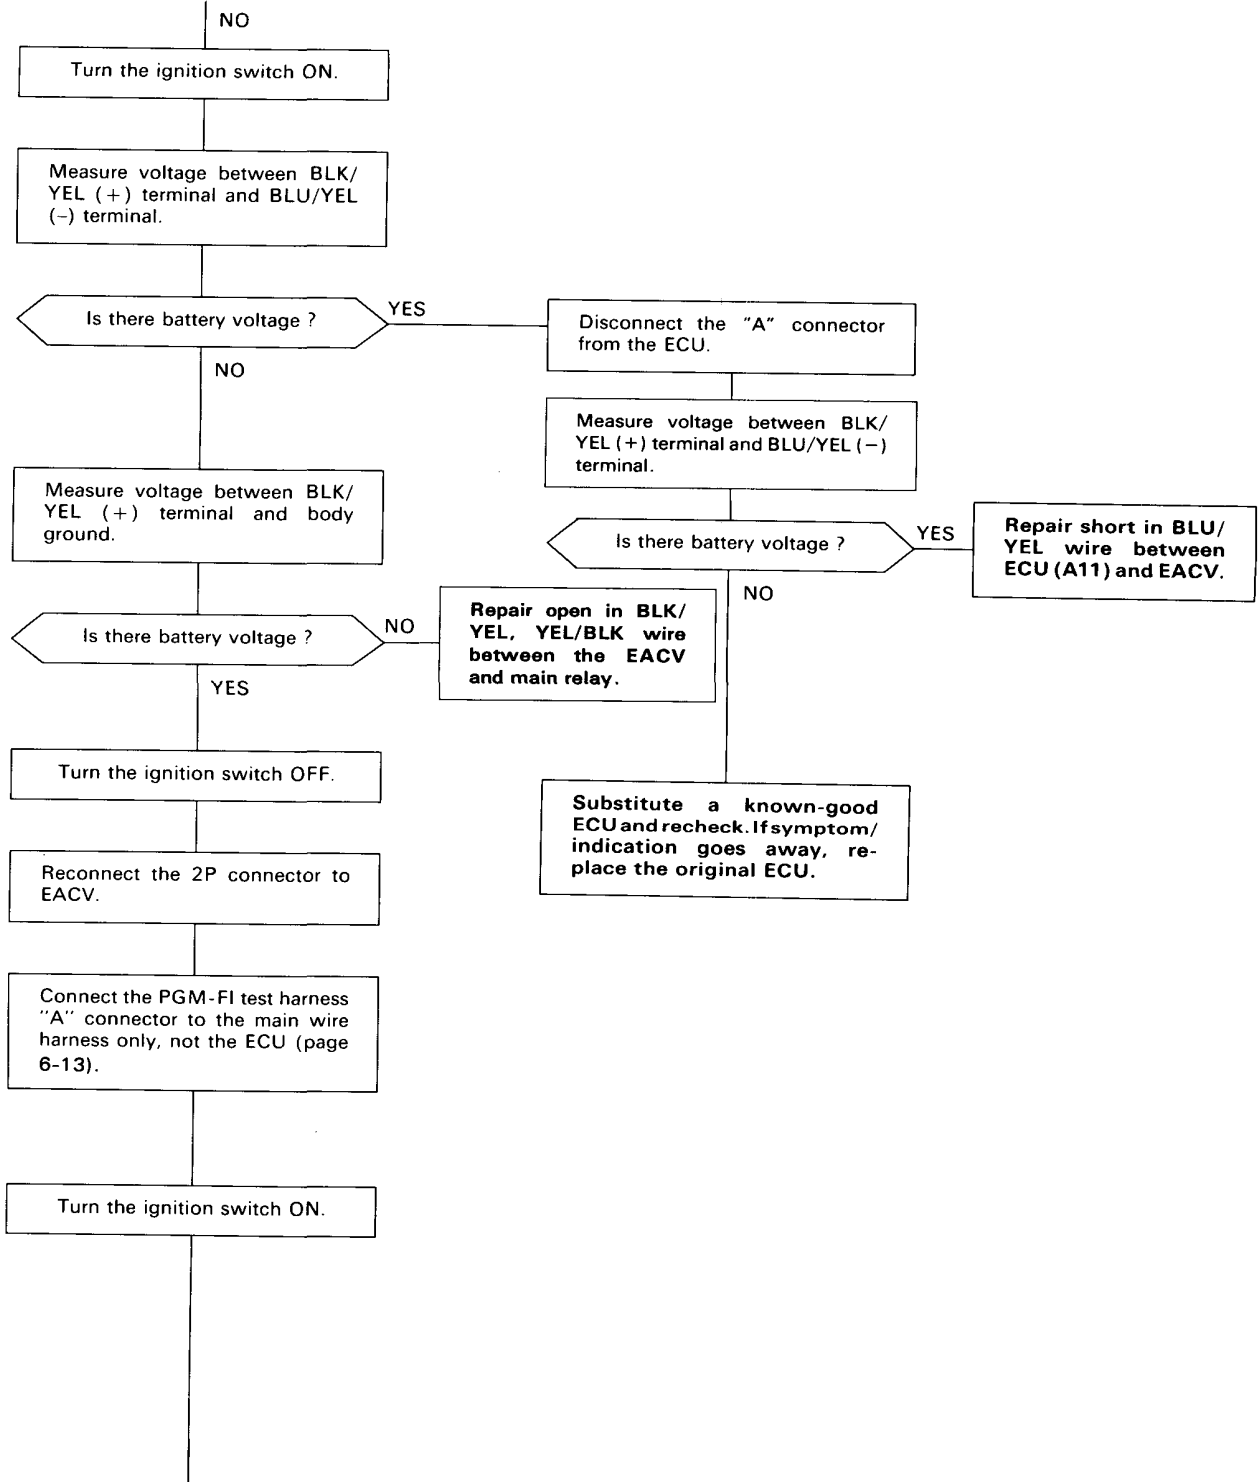 NO
Turn the ignition switch ON.
Measure voltage between BLK/
YEL (+) terminal and BLU/YEL
(–) terminal.
Is there battery voltage ?
YES
NO
Disconnect the "A" connector
from the ECU.
Measure voltage between BLK/
YEL (+) terminal and BLU/YEL (−)
terminal.
Is there battery voltage ?
YES
NO
Repair short in BLU/
YEL wire between
ECU (A11) and EACV.
Substitute a known-good
ECU and recheck. If symptom/
indication goes away, re-
place the original ECU.
Measure voltage between BLK/
YEL (+) terminal and body
ground.
Is there battery voltage ?
NO
YES
Repair open in BLK/
YEL, YEL/BLK wire
between the EACV
and main relay.
Turn the ignition switch OFF.
Reconnect the 2P connector to
EACV.
Connect the PGM-FI test harness
"A" connector to the main wire
harness only, not the ECU (page
6-13).
Turn the ignition switch ON.